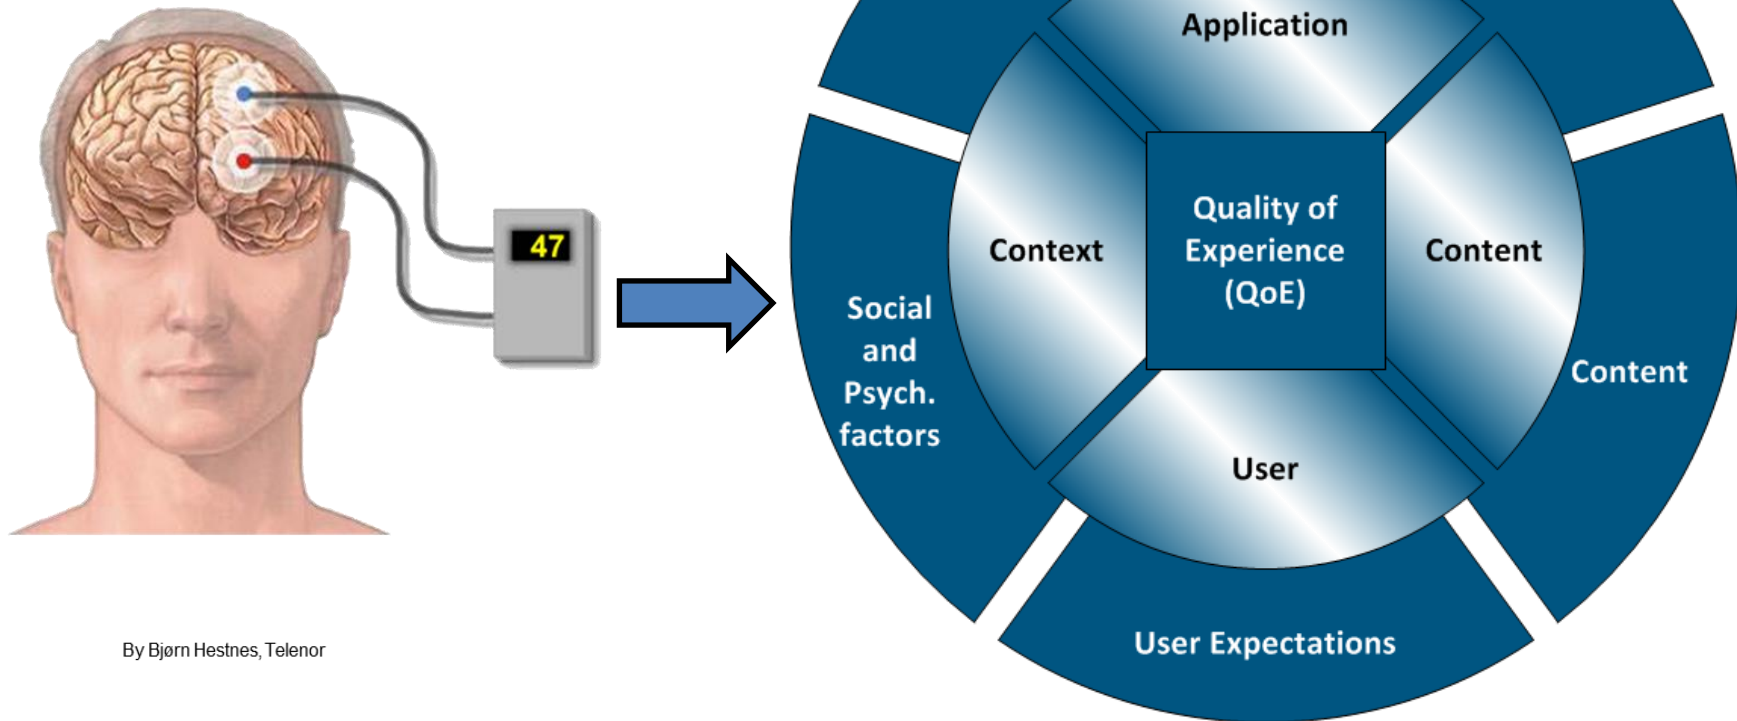 Application
47
Context
Quality of
Experience
(QoE)
Content
Social
and
Psych.
factors
Content
User
User Expectations
By Bjørn Hestnes, Telenor